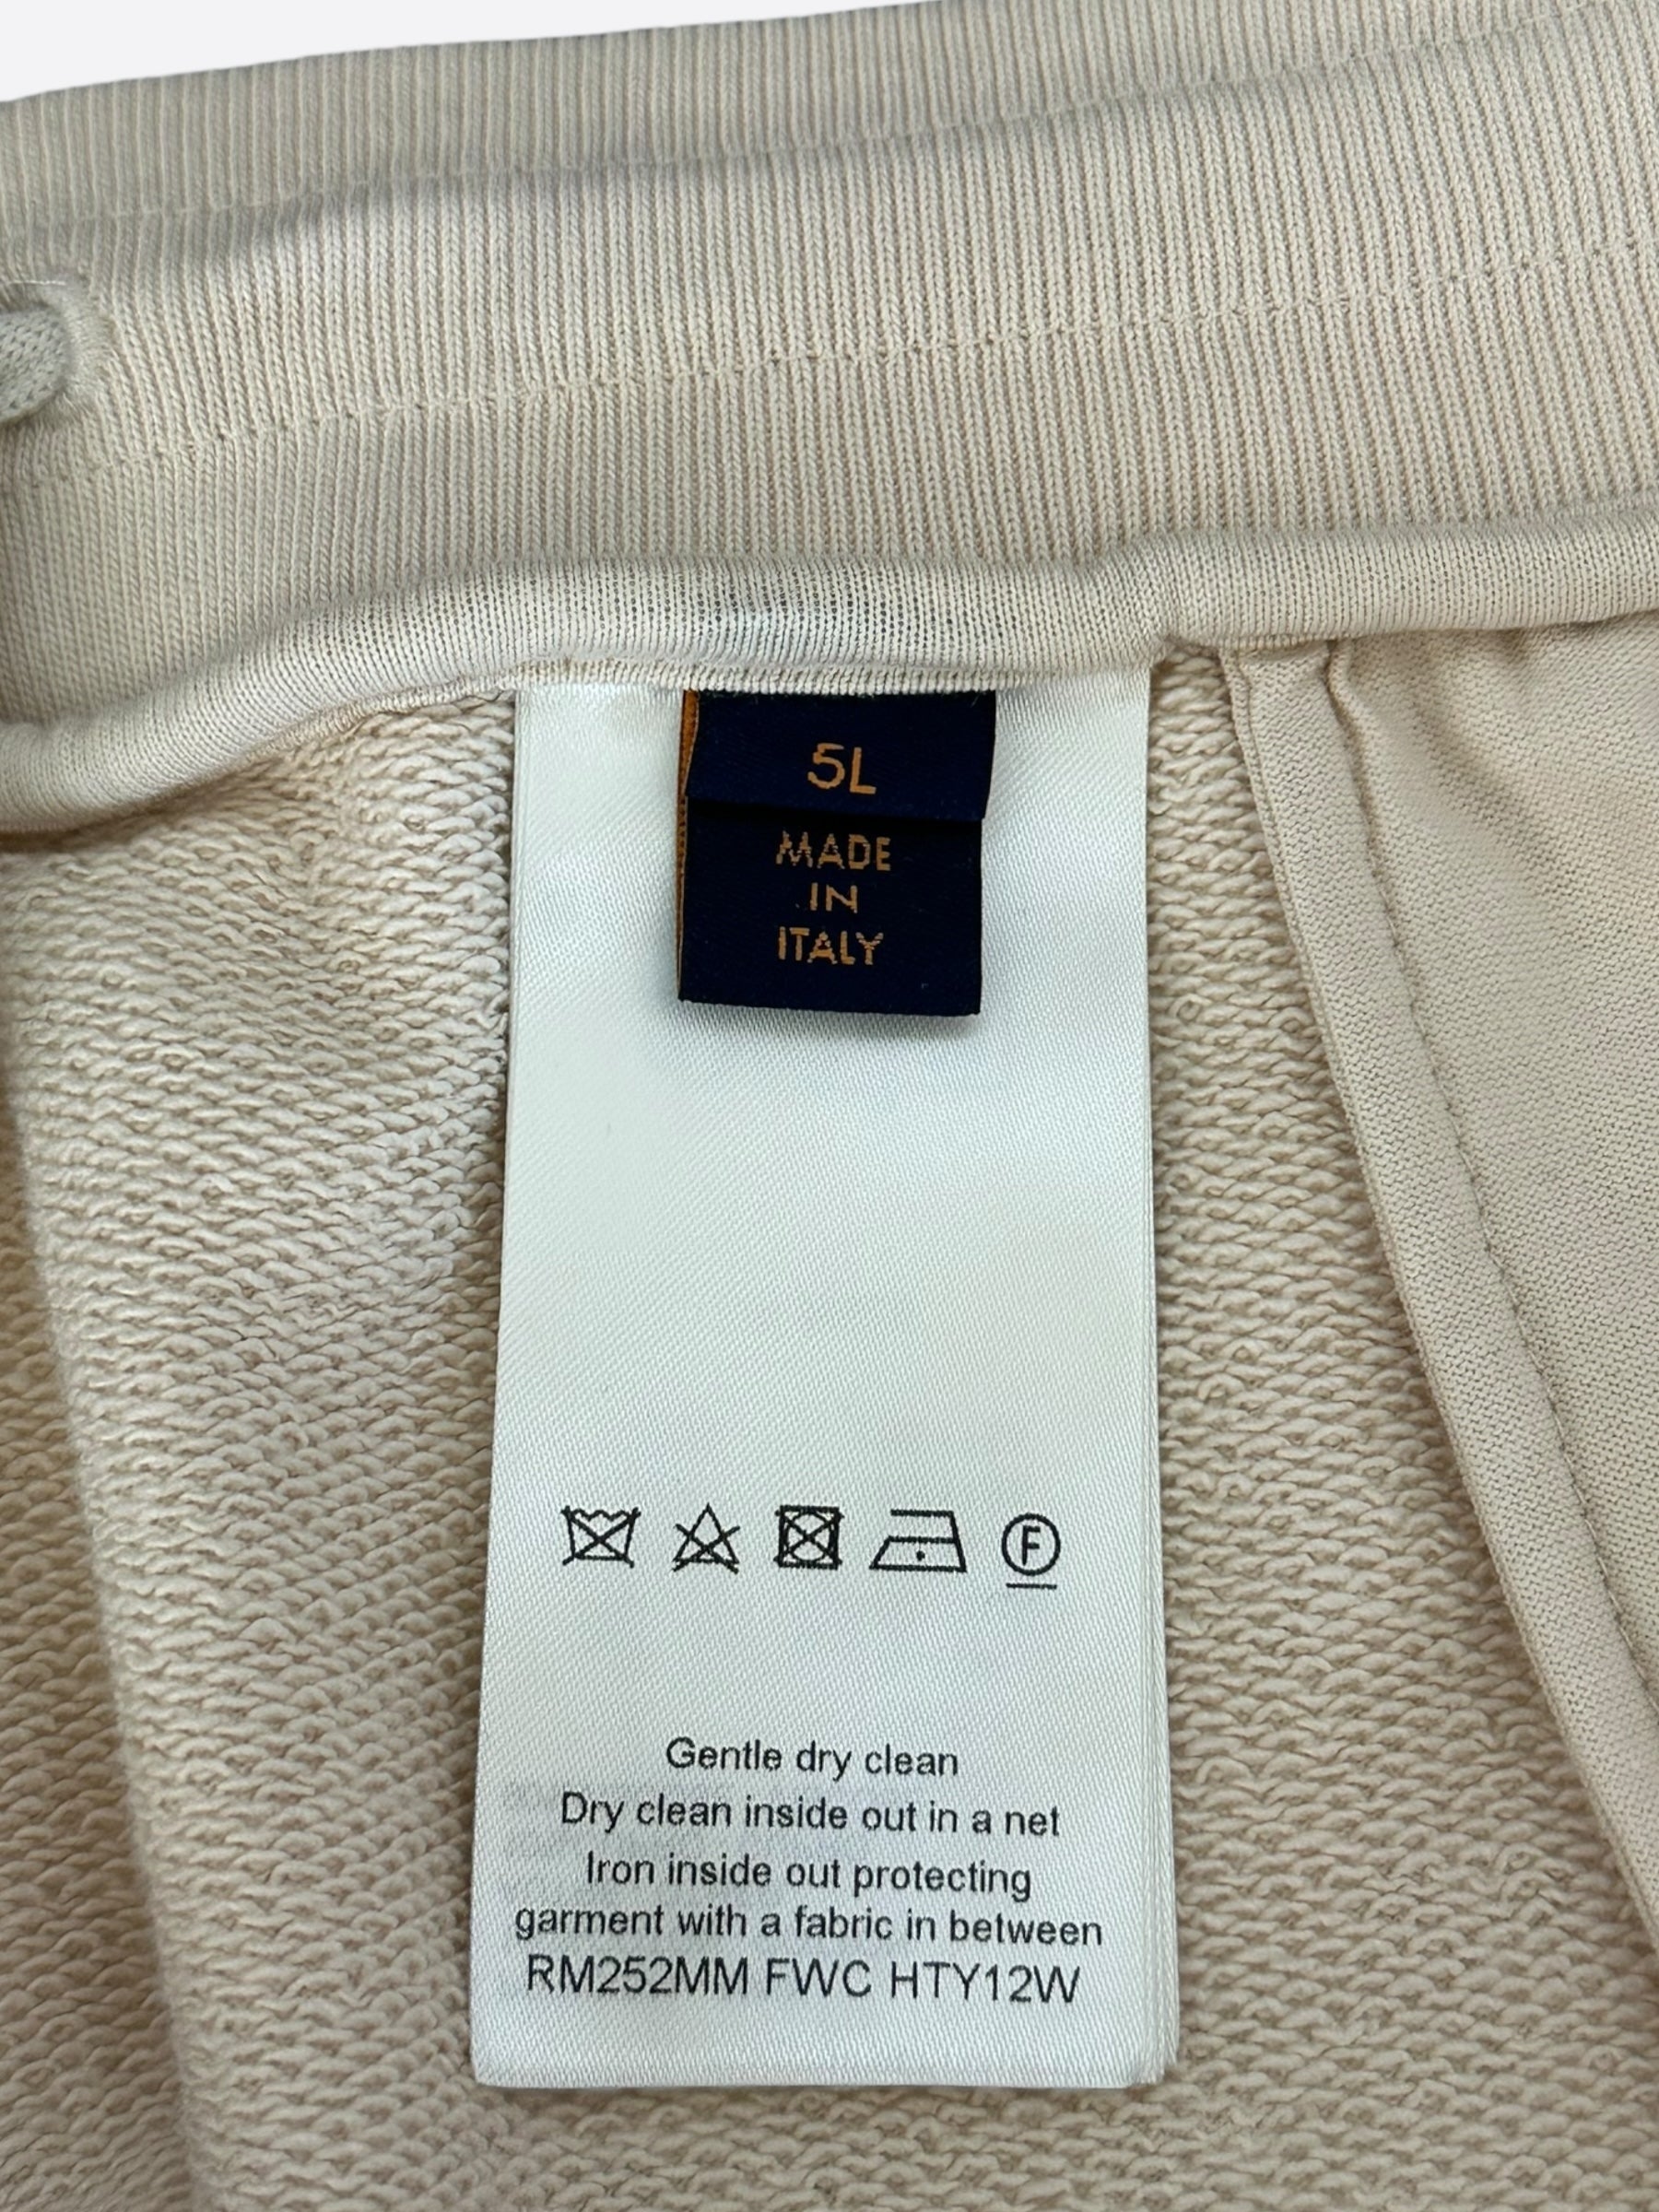 5L
MADE
IN
ITALY
F
Gentle dry clean
Dry clean inside out in a net
Iron inside out protecting
garment with a fabric in between
RM252MM FWC HTY12W